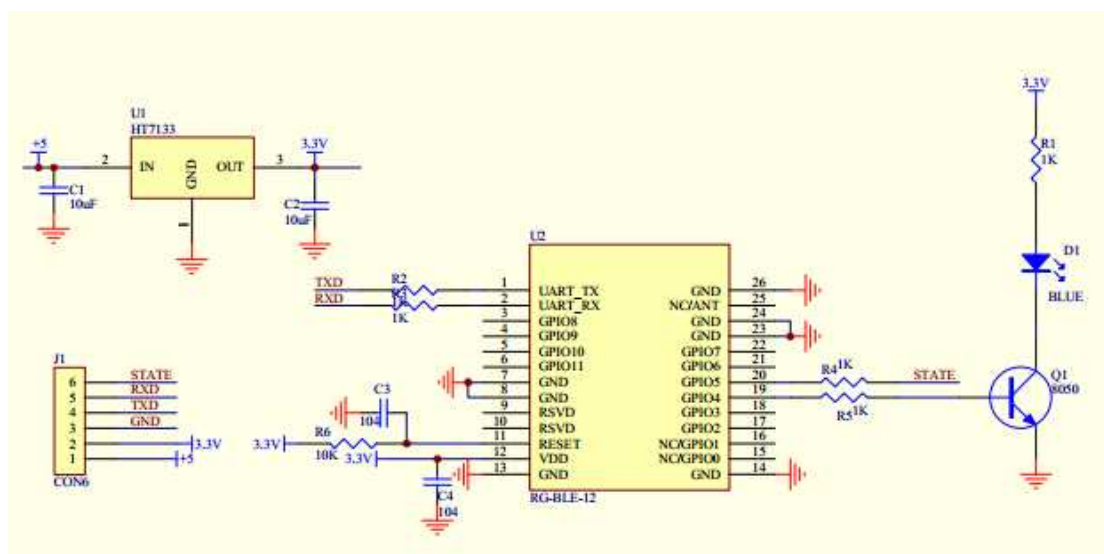 U1
HT7133
+5
2
IN
GND
OUT
3
3.3V
C1
10uF
1
C2
10uF
3.3V
R1
1K
D1
BLUE
Q1
8050
U2
TXD
R2
1
UART_TX
GND
26
RXD
1K
2
UART_RX
NC/ANT
25
3
GPIO8
GND
24
4
GPIO9
GND
23
5
GPIO10
GPIO7
22
6
GPIO11
GPIO6
21
7
GND
GPIO5
20
R4
1K
STATE
8
GND
GPIO4
19
R5
1K
9
RSVD
GPIO3
18
10
RSVD
GPIO2
17
11
RESET
NC/GPIO1
16
12
VDD
NC/GPIO0
15
13
GND
GND
14
RG-BLE-12
C3
104
3.3V
R6
10K
3.3V
C4
104
J1
6
STATE
5
RXD
4
TXD
3
GND
2
3.3V
1
+5
CON6